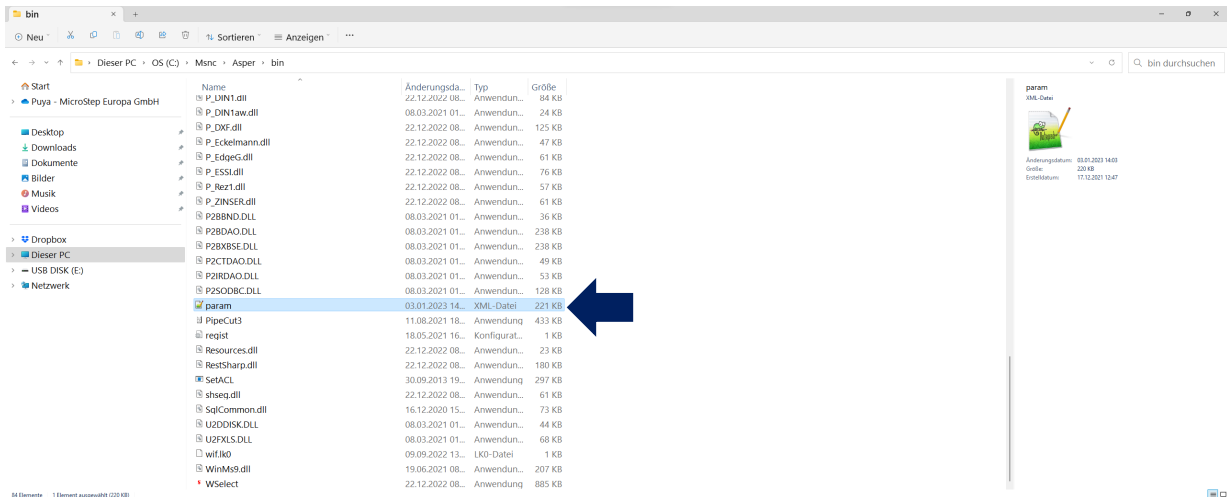 bin
Neu
Sortieren
Anzeigen
Dieser PC
OS (C:)
Msnc
Asper
bin
bin durchsuchen
Start
Puya - MicroStep Europa GmbH
Desktop
Downloads
Dokumente
Bilder
Musik
Videos
Dropbox
Dieser PC
USB DISK (E:)
Netzwerk
Name Änderungsda... Typ Größe
P_DIN1.dll 22.12.2022 08... Anwendun... 84 KB
P_DIN1aw.dll 08.03.2021 01... Anwendun... 24 KB
P_DXF.dll 22.12.2022 08... Anwendun... 125 KB
P_Eckelmann.dll 22.12.2022 08... Anwendun... 47 KB
P_EdgeG.dll 22.12.2022 08... Anwendun... 61 KB
P_ESSI.dll 22.12.2022 08... Anwendun... 76 KB
P_Rez1.dll 22.12.2022 08... Anwendun... 57 KB
P_ZINSER.dll 22.12.2022 08... Anwendun... 61 KB
P2BBND.DLL 08.03.2021 01... Anwendun... 36 KB
P2BDAO.DLL 08.03.2021 01... Anwendun... 238 KB
P2BXBSE.DLL 08.03.2021 01... Anwendun... 238 KB
P2CTDAO.DLL 08.03.2021 01... Anwendun... 49 KB
P2IRDAO.DLL 08.03.2021 01... Anwendun... 53 KB
P2SODBC.DLL 08.03.2021 01... Anwendun... 128 KB
param 03.01.2023 14... XML-Datei 221 KB
PipeCut3 11.08.2021 18... Anwendung 433 KB
regist 18.05.2021 16... Konfigurat... 1 KB
Resources.dll 22.12.2022 08... Anwendun... 23 KB
RestSharp.dll 22.12.2022 08... Anwendun... 180 KB
SetACL 30.09.2013 19... Anwendung 297 KB
shseg.dll 22.12.2022 08... Anwendun... 61 KB
SqlCommon.dll 16.12.2020 15... Anwendun... 73 KB
U2DDISK.DLL 08.03.2021 01... Anwendun... 44 KB
U2FXLS.DLL 08.03.2021 01... Anwendun... 68 KB
wif.lk0 09.09.2022 13... LK0-Datei 1 KB
WinMs9.dll 19.06.2021 08... Anwendun... 207 KB
WSelect 22.12.2022 08... Anwendung 885 KB
param
XML-Datei
Änderungsdatum: 03.01.2023 14:03
Größe: 220 KB
Erstelldatum: 17.12.2021 12:47
84 Elemente 1 Element ausgewählt (220 KB)